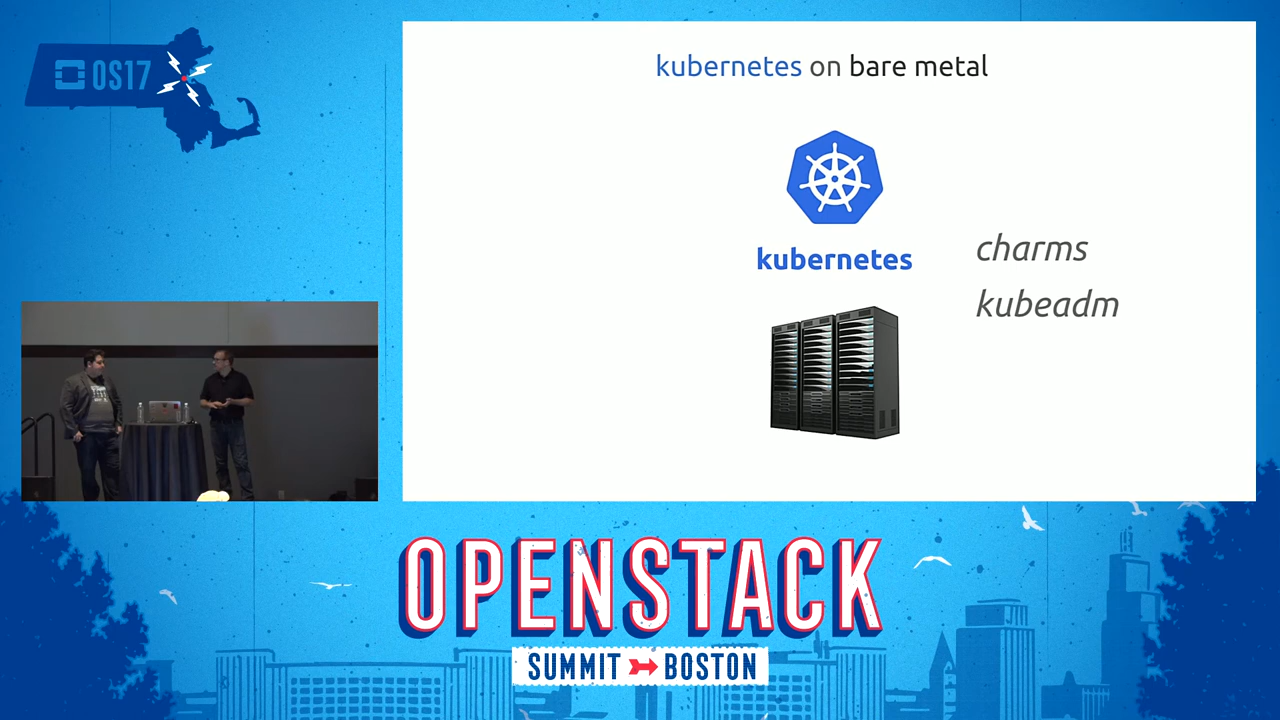 OS17
kubernetes on bare metal
kubernetes
charms
kubeadm
OPENSTACK
SUMMIT BOSTON